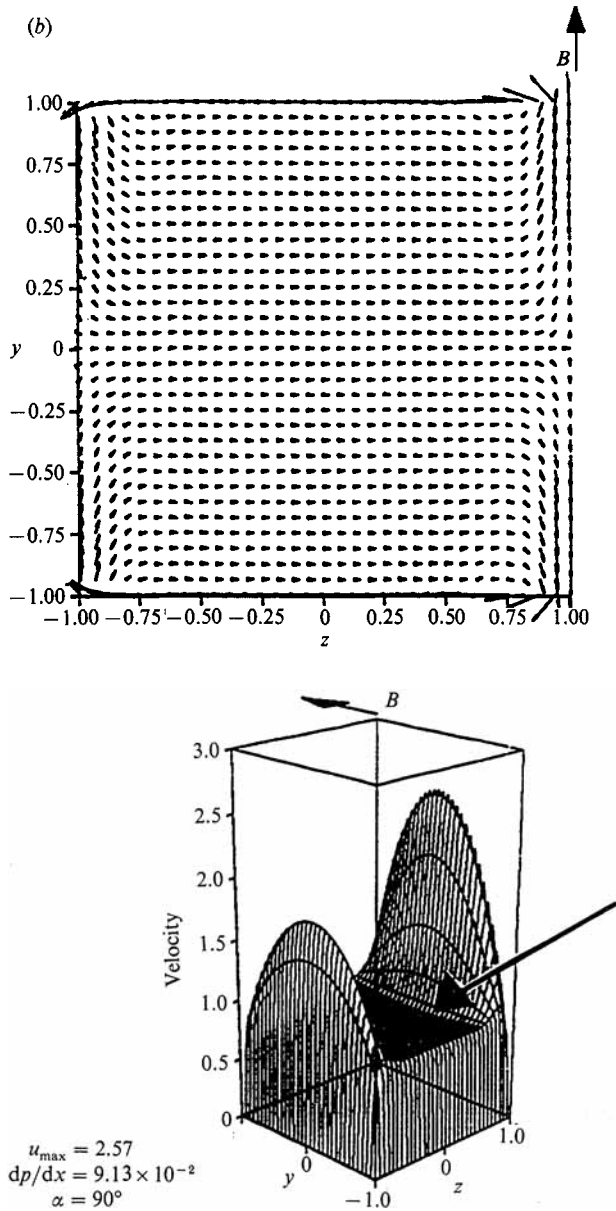 (b)
B
1.00
0.75
0.50
0.25
y 0
−0.25
−0.50
−0.75
−1.00
−1.00 −0.75 −0.50 −0.25 0 0.25 0.50 0.75 1.00
z
B
3.0
2.5
2.0
1.5
1.0
0.5
0
Velocity
1.0
0
z
y
0
−1.0
u_max = 2.57
dp/dx = 9.13 × 10⁻²
α = 90°